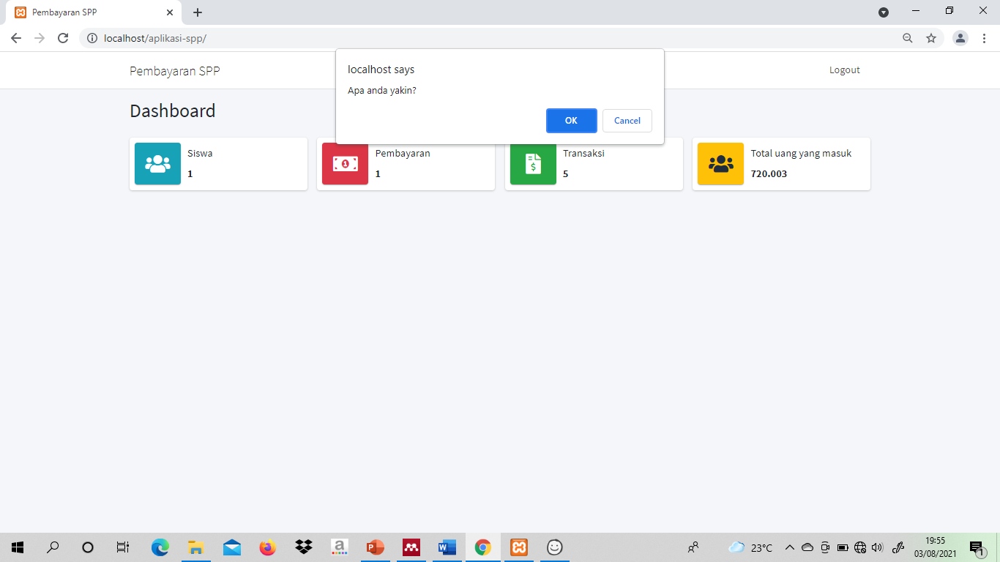 Pembayaran SPP
localhost/aplikasi-spp/
Pembayaran SPP
Logout
localhost says
Apa anda yakin?
OK
Cancel
Dashboard
Siswa
1
Pembayaran
1
Transaksi
5
Total uang yang masuk
720.003
23°C
19:55
03/08/2021
1